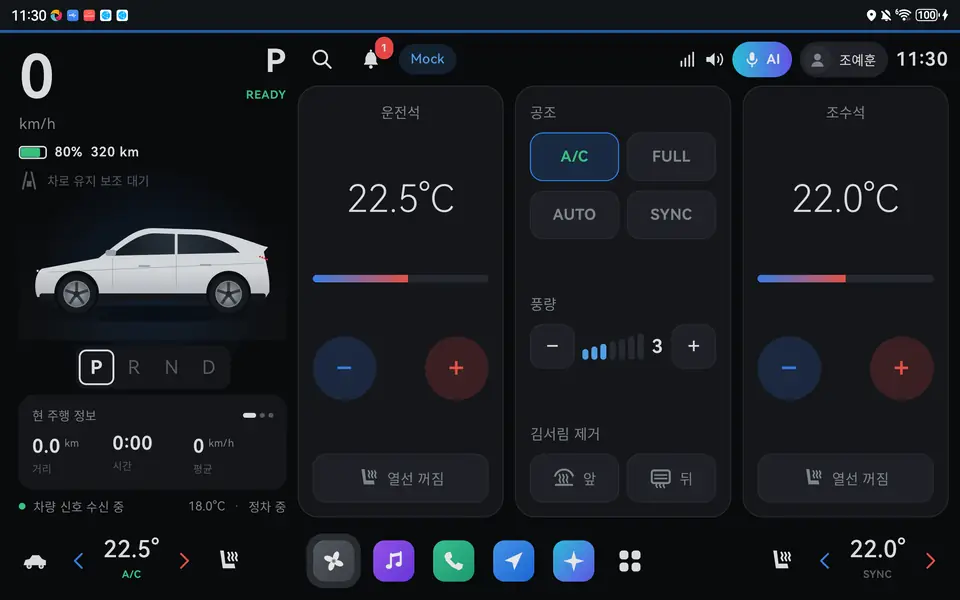 11:30
100
0
P
READY
km/h
80% 320 km
차로 유지 보조 대기
P R N D
현 주행 정보
0.0 km
0:00
0 km/h
거리
시간
평균
차량 신호 수신 중
18.0°C · 정차 중
1
Mock
AI
조예훈
11:30
운전석
22.5°C
열선 꺼짐
공조
A/C
FULL
AUTO
SYNC
풍량
− 3 +
김서림 제거
앞
뒤
조수석
22.0°C
− +
열선 꺼짐
22.5°
A/C
22.0°
SYNC